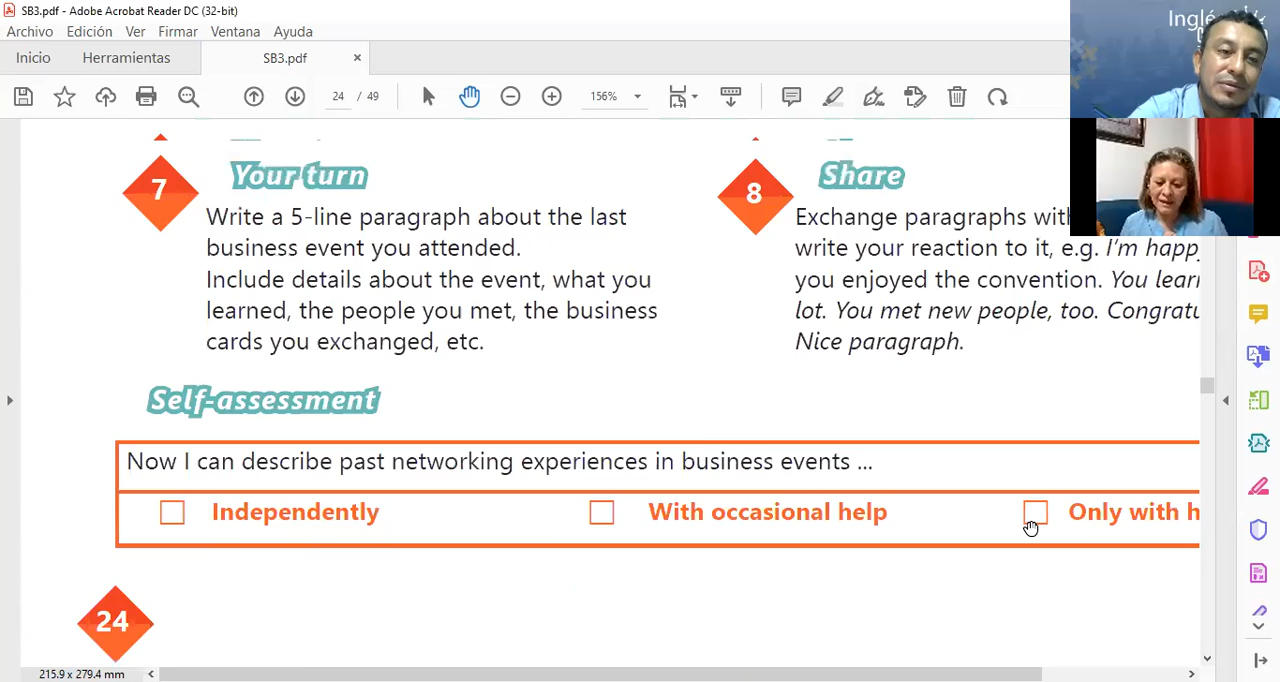 SB3.pdf - Adobe Acrobat Reader DC (32-bit)
Archivo Edición Ver Firmar Ventana Ayuda
Inicio Herramientas SB3.pdf ×
24 / 49 156%
7 Your turn
Write a 5-line paragraph about the last
business event you attended.
Include details about the event, what you
learned, the people you met, the business
cards you exchanged, etc.
8 Share
Exchange paragraphs with
write your reaction to it, e.g. I'm happy
you enjoyed the convention. You learn
lot. You met new people, too. Congratu
Nice paragraph.
Self-assessment
Now I can describe past networking experiences in business events ...
Independently With occasional help Only with h
24
215.9 x 279.4 mm